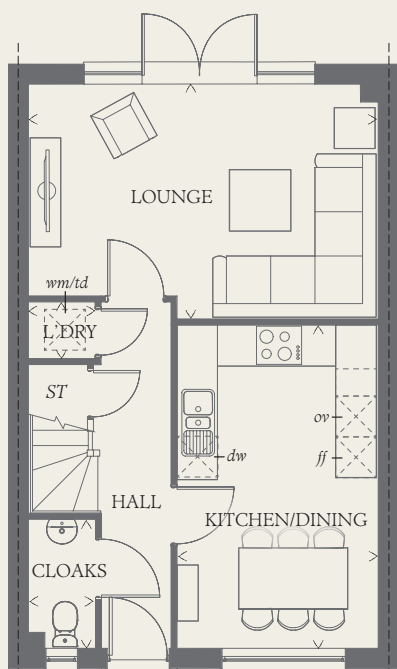 LOUNGE
wm/td
L'DRY
ST
ov
dw
ff
HALL
KITCHEN/DINING
CLOAKS